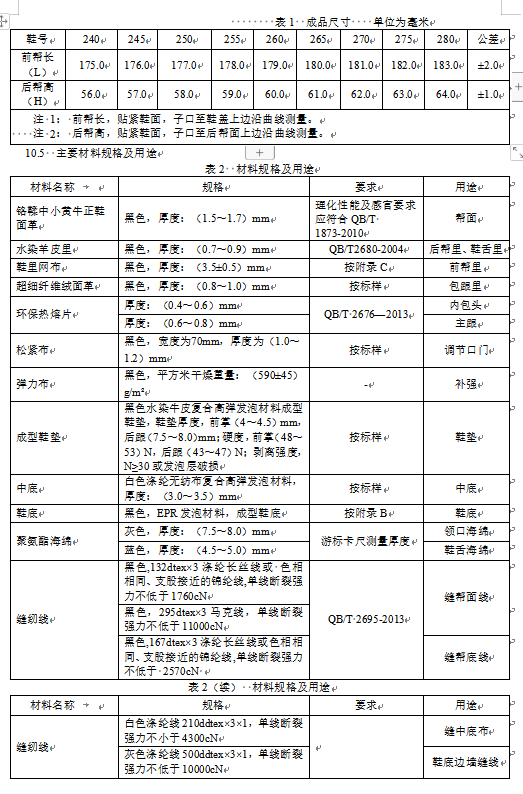 表 1 成品尺寸 单位为毫米
鞋号 240 245 250 255 260 265 270 275 280 公差
前帮长（L） 175.0 176.0 177.0 178.0 179.0 180.0 181.0 182.0 183.0 ±2.0
后帮高（H） 56.0 57.0 58.0 59.0 60.0 61.0 62.0 63.0 64.0 ±1.0
注 1：前帮长，贴紧鞋面，子口至鞋盖上边沿曲线测量。
注 2：后帮高，贴紧鞋面，子口至后帮面上边沿曲线测量。
10.5 主要材料规格及用途
表 2 材料规格及用途
材料名称 规格 要求 用途
铬鞣中小黄牛正鞋面革 黑色，厚度：（1.5～1.7）mm 理化性能及感官要求应符合 QB/T 1873-2010 帮面
水染羊皮里 黑色，厚度：（0.7～0.9）mm QB/T2680-2004 后帮里、鞋舌里
鞋里网布 黑色，厚度：（3.5±0.5）mm 按附录 C 前帮里
超细纤维绒面革 黑色，厚度：（0.8～1.0）mm 按标样 包跟里
环保热熔片 厚度：（0.4～0.6）mm QB/T 2676—2013 内包头
厚度：（0.6～0.8）mm 主跟
松紧布 黑色，宽度为70mm，厚度为（1.0～1.2）mm 按标样 调节口门
弹力布 黑色，平方米干燥重量：（590±45）g/m² - 补强
成型鞋垫 黑色水染牛皮复合高弹发泡材料成型鞋垫，鞋垫厚度，前掌（4～4.5）mm，后跟（7.5～8.0)mm；硬度，前掌(48～53）N，后跟（43～47）N；剥离强度，N≥30 或发泡层破损 按标样 鞋垫
中底 白色涤纶无纺布复合高弹发泡材料，厚度：（3.0～3.5）mm 按标样 中底
鞋底 黑色，EPR 发泡材料，成型鞋底 按附录 B 鞋底
聚氨酯海绵 灰色，厚度：（7.5～8.0）mm 游标卡尺测量厚度 领口海绵
蓝色，厚度：（4.5～5.0）mm 鞋舌海绵
缝纫线 黑色,132dtex×3 涤纶长丝线或 色相相同、支股接近的锦纶线,单线断裂强力不低于1760cN QB/T 2695-2013 缝帮面线
黑色，295dtex×3 马克线，单线断裂强力不低于11000cN
黑色,167dtex×3 涤纶长丝线或色相相同、支股接近的锦纶线,单线断裂强力不低于 2570cN 缝帮底线
表 2（续） 材料规格及用途
材料名称 规格 要求 用途
缝纫线 白色涤纶线 210ddtex×3×1，单线断裂强力不小于 4300cN 缝中底布
灰色涤纶线 500ddtex×3×1，单线断裂强力不低于 10000cN 鞋底边墙缝线